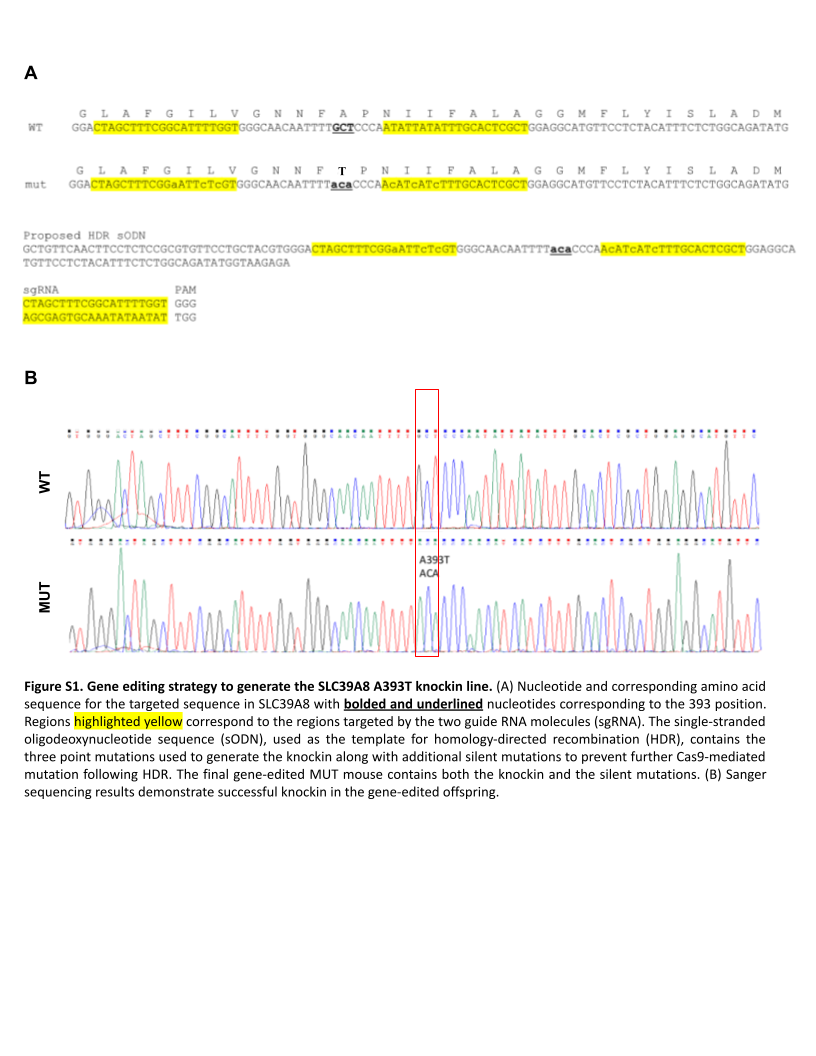 A
G L A F G I L V G N N F A P N I I F A L A G G M F L Y I S L A D M
WT GGACTAGCTTTCGGCATTTTGGTGGGCAACAATTTTGCTCCCAATATTATATTTGCACTCGCTGGAGGCATGTTCCTCTACATTTCTCTGGCAGATATG
G L A F G I L V G N N F T P N I I F A L A G G M F L Y I S L A D M
mut GGACTAGCTTTCGGaATTcTcGTGGGCAACAATTTTacaCCCAAcATcATcTTTGCACTCGCTGGAGGCATGTTCCTCTACATTTCTCTGGCAGATATG
Proposed HDR sODN
GCTGTTCAACTTCCTCTCCGCGTGTTCCTGCTACGTGGGACTAGCTTTCGGaATTcTcGTGGGCAACAATTTTacaCCCAAcATcATcTTTGCACTCGCTGGAGGCA
TGTTCCTCTACATTTCTCTGGCAGATATGGTAAGAGA
sgRNA PAM
CTAGCTTTCGGCATTTTGGT GGG
AGCGAGTGCAAATATAATAT TGG
B
WT
A393T
ACA
MUT
Figure S1. Gene editing strategy to generate the SLC39A8 A393T knockin line. (A) Nucleotide and corresponding amino acid
sequence for the targeted sequence in SLC39A8 with bolded and underlined nucleotides corresponding to the 393 position.
Regions highlighted yellow correspond to the regions targeted by the two guide RNA molecules (sgRNA). The single-stranded
oligodeoxynucleotide sequence (sODN), used as the template for homology-directed recombination (HDR), contains the
three point mutations used to generate the knockin along with additional silent mutations to prevent further Cas9-mediated
mutation following HDR. The final gene-edited MUT mouse contains both the knockin and the silent mutations. (B) Sanger
sequencing results demonstrate successful knockin in the gene-edited offspring.